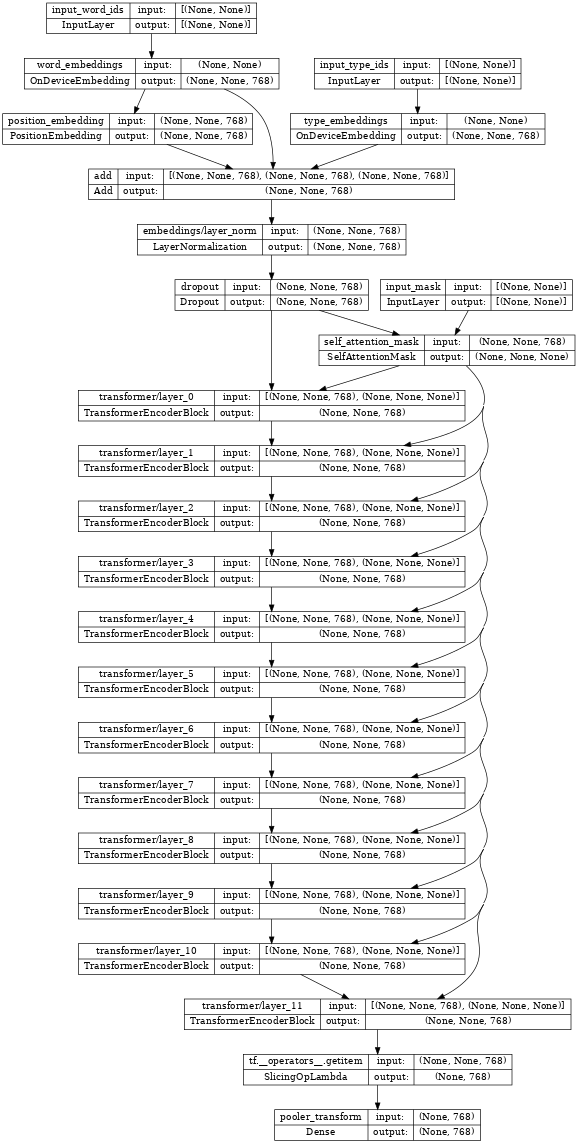 input_word_ids input: [(None, None)]
InputLayer output: [(None, None)]
word_embeddings input: (None, None)
OnDeviceEmbedding output: (None, None, 768)
input_type_ids input: [(None, None)]
InputLayer output: [(None, None)]
position_embedding input: (None, None, 768)
PositionEmbedding output: (None, None, 768)
type_embeddings input: (None, None)
OnDeviceEmbedding output: (None, None, 768)
add input: [(None, None, 768), (None, None, 768), (None, None, 768)]
Add output: (None, None, 768)
embeddings/layer_norm input: (None, None, 768)
LayerNormalization output: (None, None, 768)
dropout input: (None, None, 768)
Dropout output: (None, None, 768)
input_mask input: [(None, None)]
InputLayer output: [(None, None)]
self_attention_mask input: (None, None, 768)
SelfAttentionMask output: (None, None, None)
transformer/layer_0 input: [(None, None, 768), (None, None, None)]
TransformerEncoderBlock output: (None, None, 768)
transformer/layer_1 input: [(None, None, 768), (None, None, None)]
TransformerEncoderBlock output: (None, None, 768)
transformer/layer_2 input: [(None, None, 768), (None, None, None)]
TransformerEncoderBlock output: (None, None, 768)
transformer/layer_3 input: [(None, None, 768), (None, None, None)]
TransformerEncoderBlock output: (None, None, 768)
transformer/layer_4 input: [(None, None, 768), (None, None, None)]
TransformerEncoderBlock output: (None, None, 768)
transformer/layer_5 input: [(None, None, 768), (None, None, None)]
TransformerEncoderBlock output: (None, None, 768)
transformer/layer_6 input: [(None, None, 768), (None, None, None)]
TransformerEncoderBlock output: (None, None, 768)
transformer/layer_7 input: [(None, None, 768), (None, None, None)]
TransformerEncoderBlock output: (None, None, 768)
transformer/layer_8 input: [(None, None, 768), (None, None, None)]
TransformerEncoderBlock output: (None, None, 768)
transformer/layer_9 input: [(None, None, 768), (None, None, None)]
TransformerEncoderBlock output: (None, None, 768)
transformer/layer_10 input: [(None, None, 768), (None, None, None)]
TransformerEncoderBlock output: (None, None, 768)
transformer/layer_11 input: [(None, None, 768), (None, None, None)]
TransformerEncoderBlock output: (None, None, 768)
tf.__operators__.getitem input: (None, None, 768)
SlicingOpLambda output: (None, 768)
pooler_transform input: (None, 768)
Dense output: (None, 768)